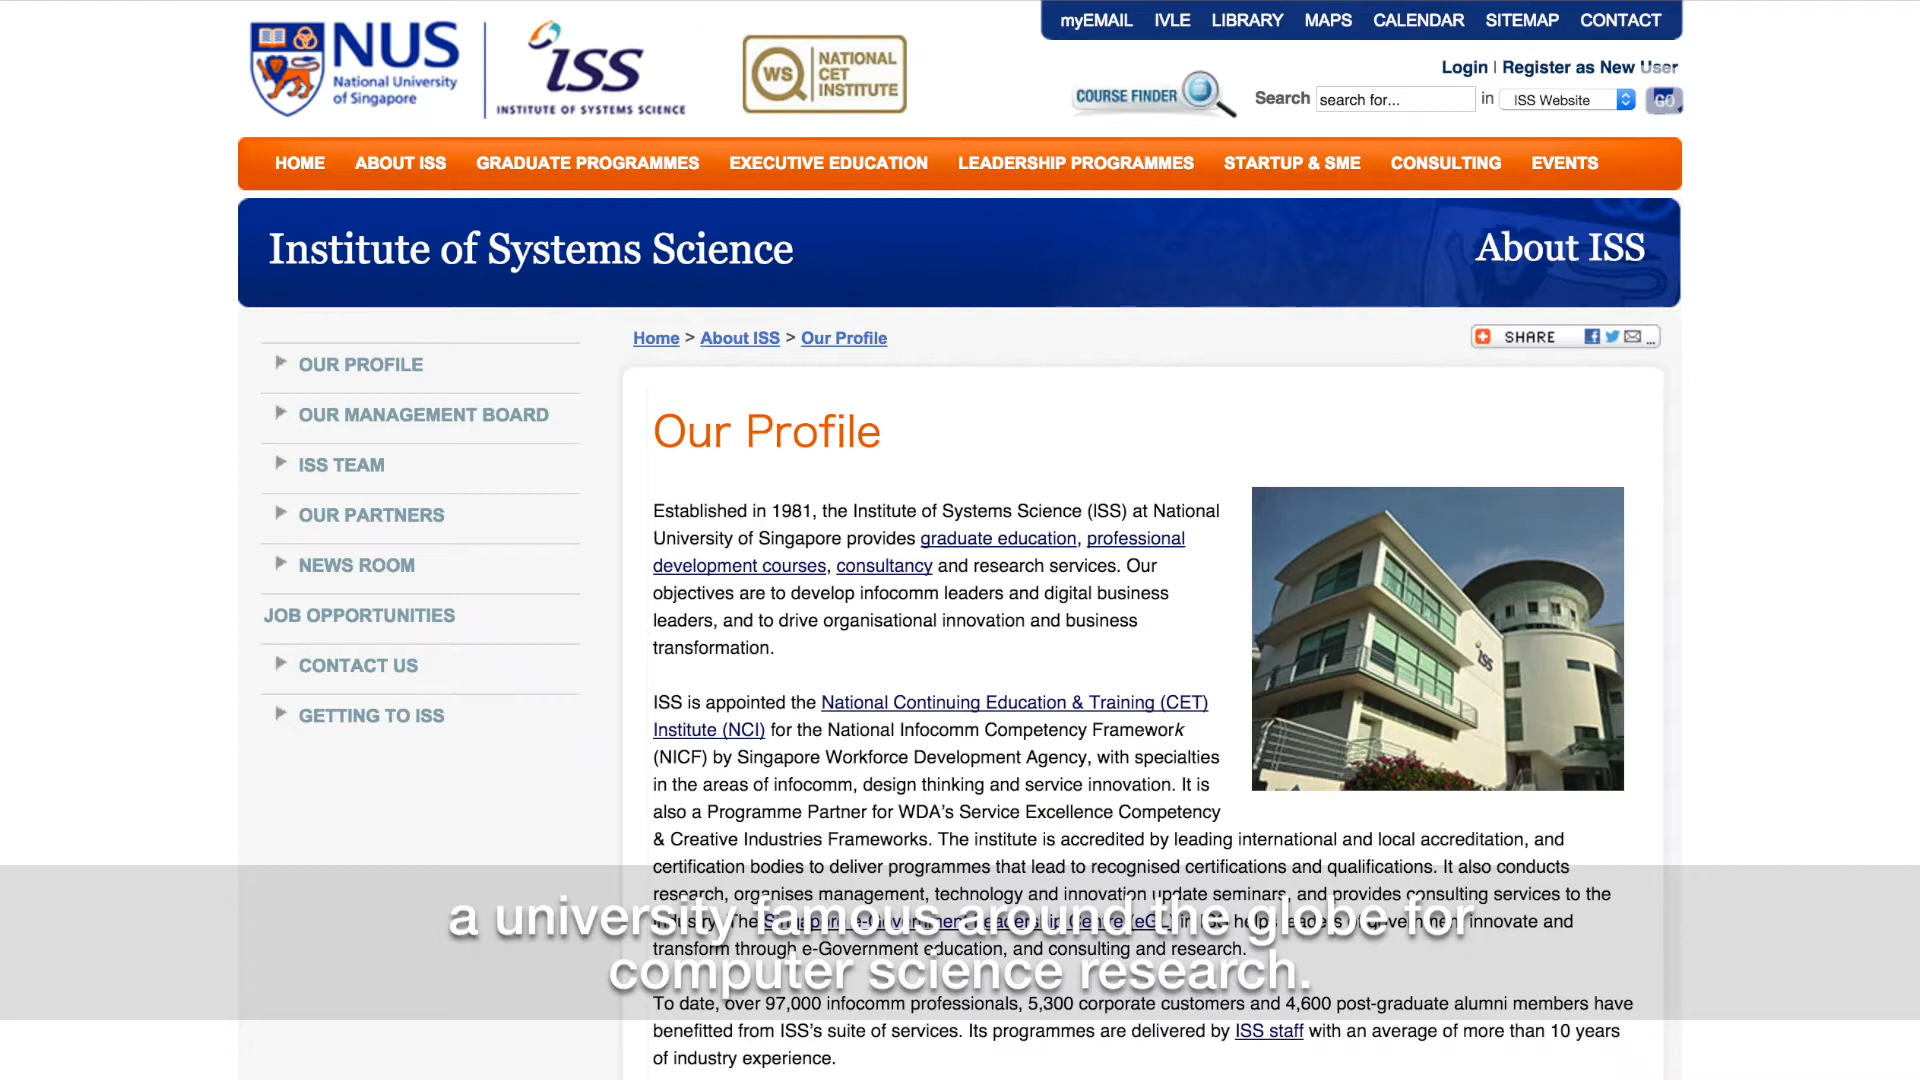 myEMAIL IVLE LIBRARY MAPS CALENDAR SITEMAP CONTACT
NUS
National University
of Singapore
iss
INSTITUTE OF SYSTEMS SCIENCE
WS
NATIONAL
CET
INSTITUTE
Login | Register as New User
COURSE FINDER
Search search for... in ISS Website GO
HOME ABOUT ISS GRADUATE PROGRAMMES EXECUTIVE EDUCATION LEADERSHIP PROGRAMMES STARTUP & SME CONSULTING EVENTS
Institute of Systems Science
About ISS
Home > About ISS > Our Profile
SHARE ...
OUR PROFILE
OUR MANAGEMENT BOARD
ISS TEAM
OUR PARTNERS
NEWS ROOM
JOB OPPORTUNITIES
CONTACT US
GETTING TO ISS
Our Profile
Established in 1981, the Institute of Systems Science (ISS) at National
University of Singapore provides graduate education, professional
development courses, consultancy and research services. Our
objectives are to develop infocomm leaders and digital business
leaders, and to drive organisational innovation and business
transformation.
iss
ISS is appointed the National Continuing Education & Training (CET)
Institute (NCI) for the National Infocomm Competency Framework
(NICF) by Singapore Workforce Development Agency, with specialties
in the areas of infocomm, design thinking and service innovation. It is
also a Programme Partner for WDA's Service Excellence Competency
& Creative Industries Frameworks. The institute is accredited by leading international and local accreditation, and
certification bodies to deliver programmes that lead to recognised certifications and qualifications. It also conducts
research, organises management, technology and innovation update seminars, and provides consulting services to the
industry. The Singapore e-Government Leadership Centre (eGL) in ISS helps leaders of government innovate and
transform through e-Government education, and consulting and research.
To date, over 97,000 infocomm professionals, 5,300 corporate customers and 4,600 post-graduate alumni members have
benefitted from ISS's suite of services. Its programmes are delivered by ISS staff with an average of more than 10 years
of industry experience.
a university famous around the globe for
computer science research.